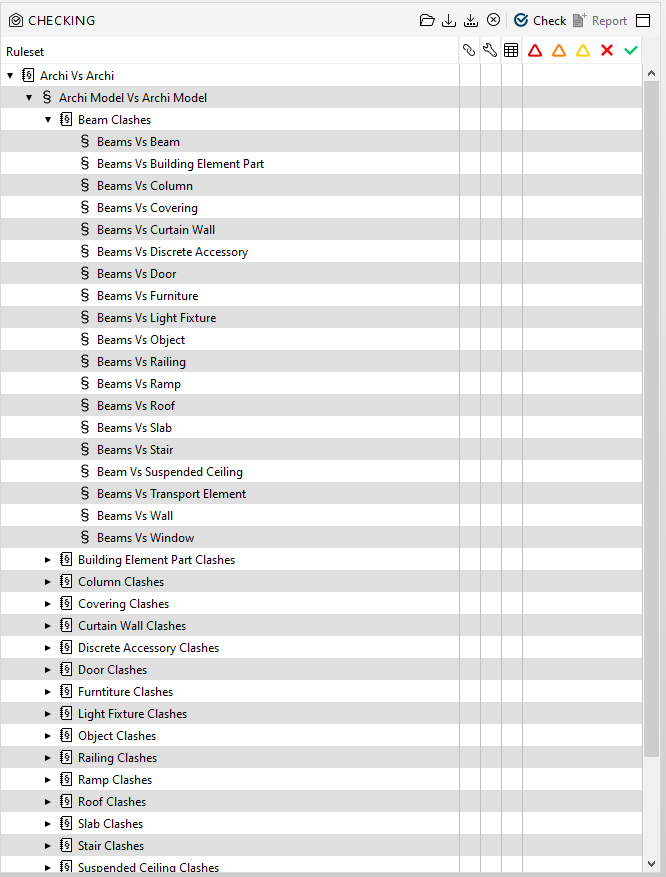 CHECKING
Check Report
Ruleset
Archi Vs Archi
§ Archi Model Vs Archi Model
§ Beam Clashes
§ Beams Vs Beam
§ Beams Vs Building Element Part
§ Beams Vs Column
§ Beams Vs Covering
§ Beams Vs Curtain Wall
§ Beams Vs Discrete Accessory
§ Beams Vs Door
§ Beams Vs Furniture
§ Beams Vs Light Fixture
§ Beams Vs Object
§ Beams Vs Railing
§ Beams Vs Ramp
§ Beams Vs Roof
§ Beams Vs Slab
§ Beams Vs Stair
§ Beam Vs Suspended Ceiling
§ Beams Vs Transport Element
§ Beams Vs Wall
§ Beams Vs Window
§ Building Element Part Clashes
§ Column Clashes
§ Covering Clashes
§ Curtain Wall Clashes
§ Discrete Accessory Clashes
§ Door Clashes
§ Furntiture Clashes
§ Light Fixture Clashes
§ Object Clashes
§ Railing Clashes
§ Ramp Clashes
§ Roof Clashes
§ Slab Clashes
§ Stair Clashes
§ Suspended Ceiling Clashes